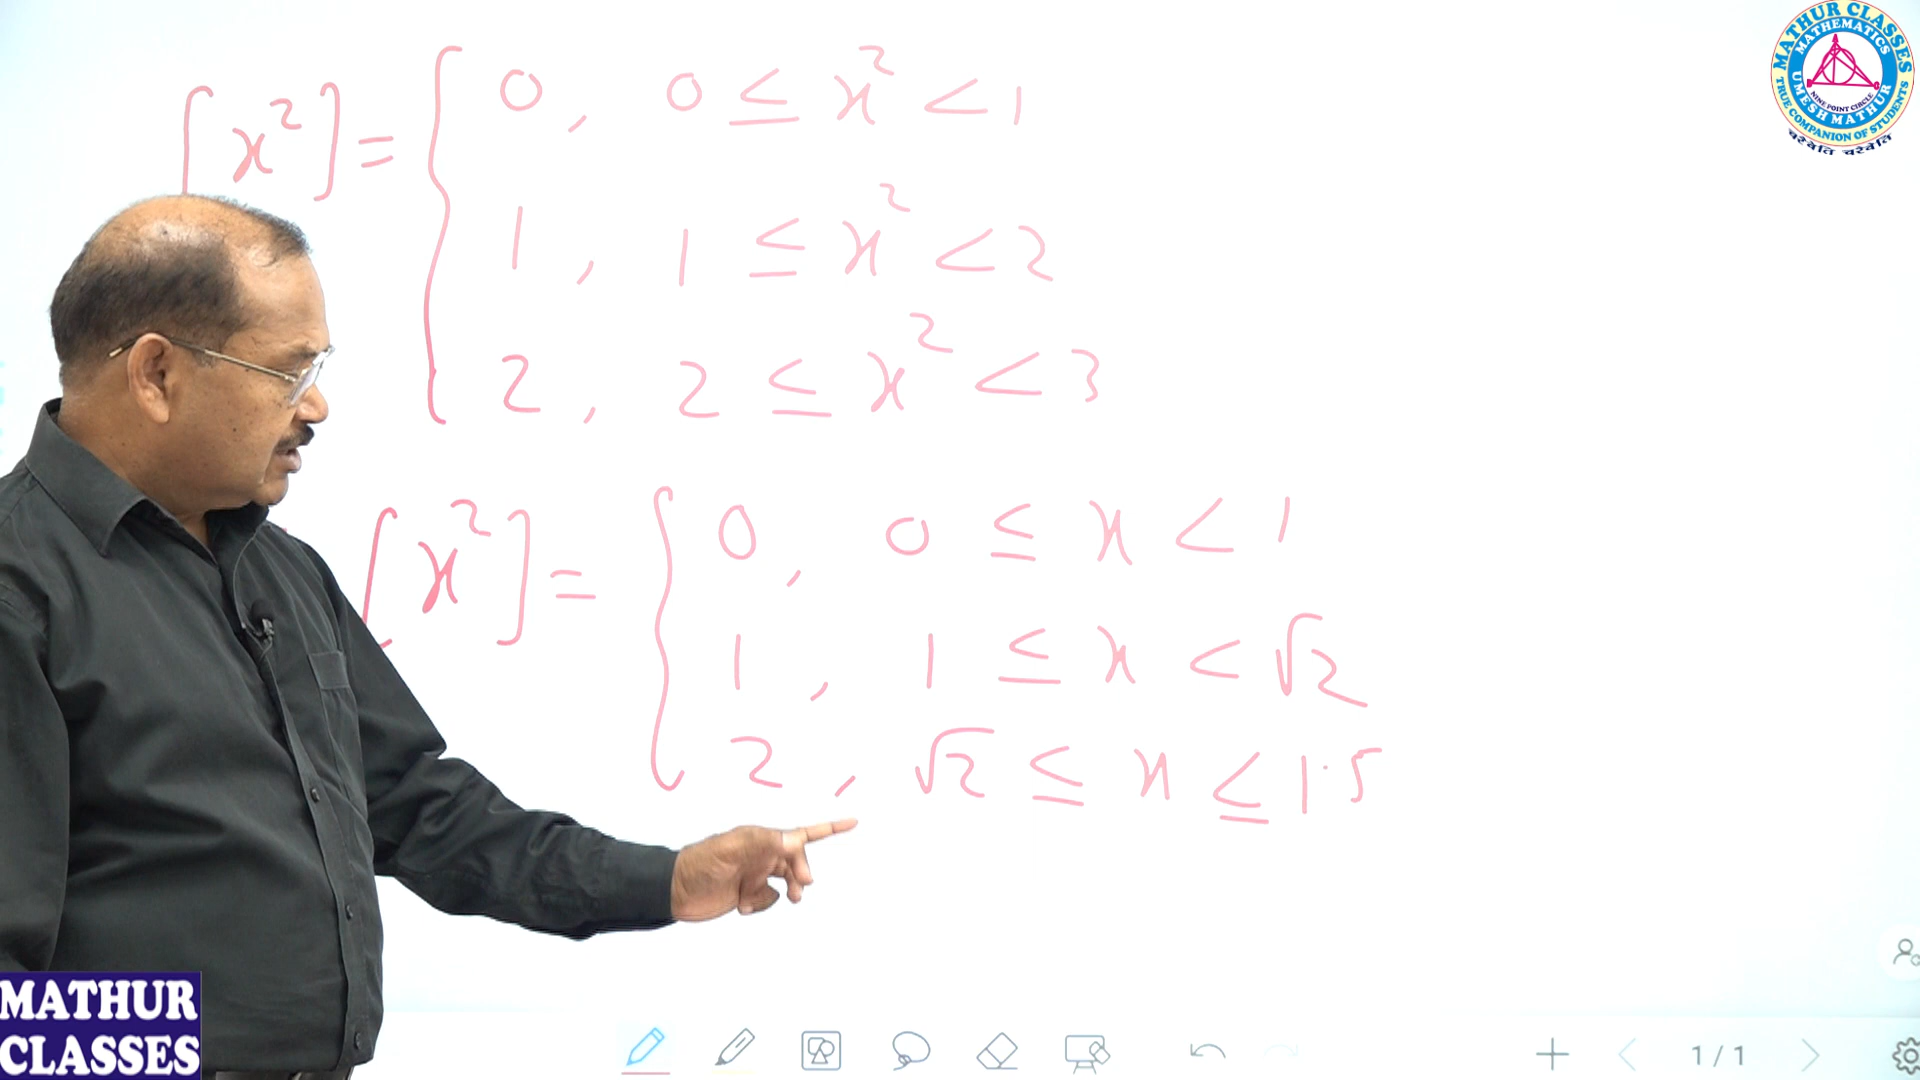 [x²] = { 0, 0 ≤ x² < 1
1, 1 ≤ x² < 2
2, 2 ≤ x² < 3
[x²] = { 0, 0 ≤ x < 1
1, 1 ≤ x < √2
2, √2 ≤ x ≤ 1.5
MATHUR CLASSES
MATHEMATICS
NINE POINT CIRCLE
UMESH MATHUR
TRUE COMPANION OF STUDENTS
चरैवेति चरैवेति
MATHUR
CLASSES
1 / 1